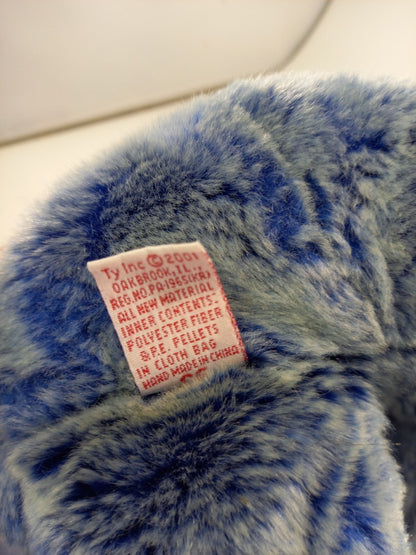 Ty Inc © 2001
OAKBROOK, IL.,
REG. NO. PA-1965(KR)
ALL NEW MATERIAL
INNER CONTENTS:
POLYESTER FIBER
& P.E. PELLETS
IN CLOTH BAG
HAND MADE IN CHINA